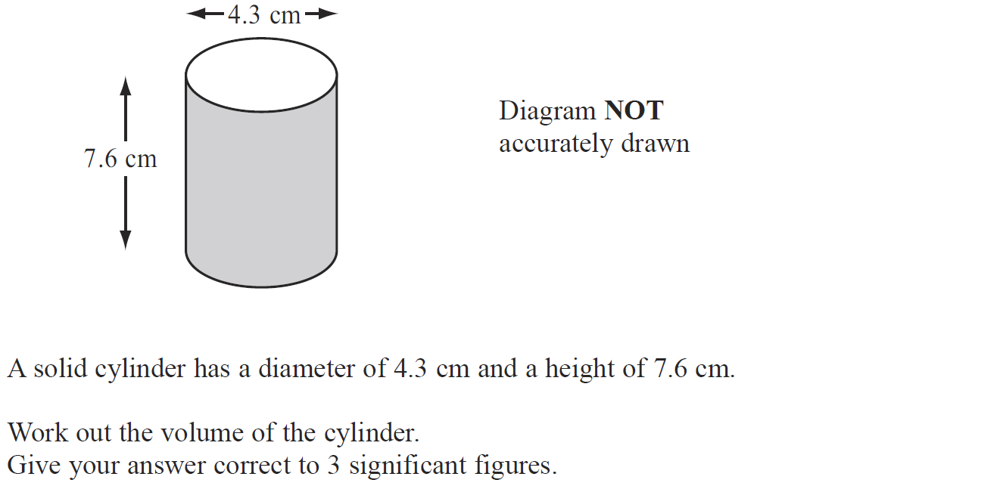 4.3 cm
Diagram NOT
accurately drawn
7.6 cm
A solid cylinder has a diameter of 4.3 cm and a height of 7.6 cm.
Work out the volume of the cylinder.
Give your answer correct to 3 significant figures.